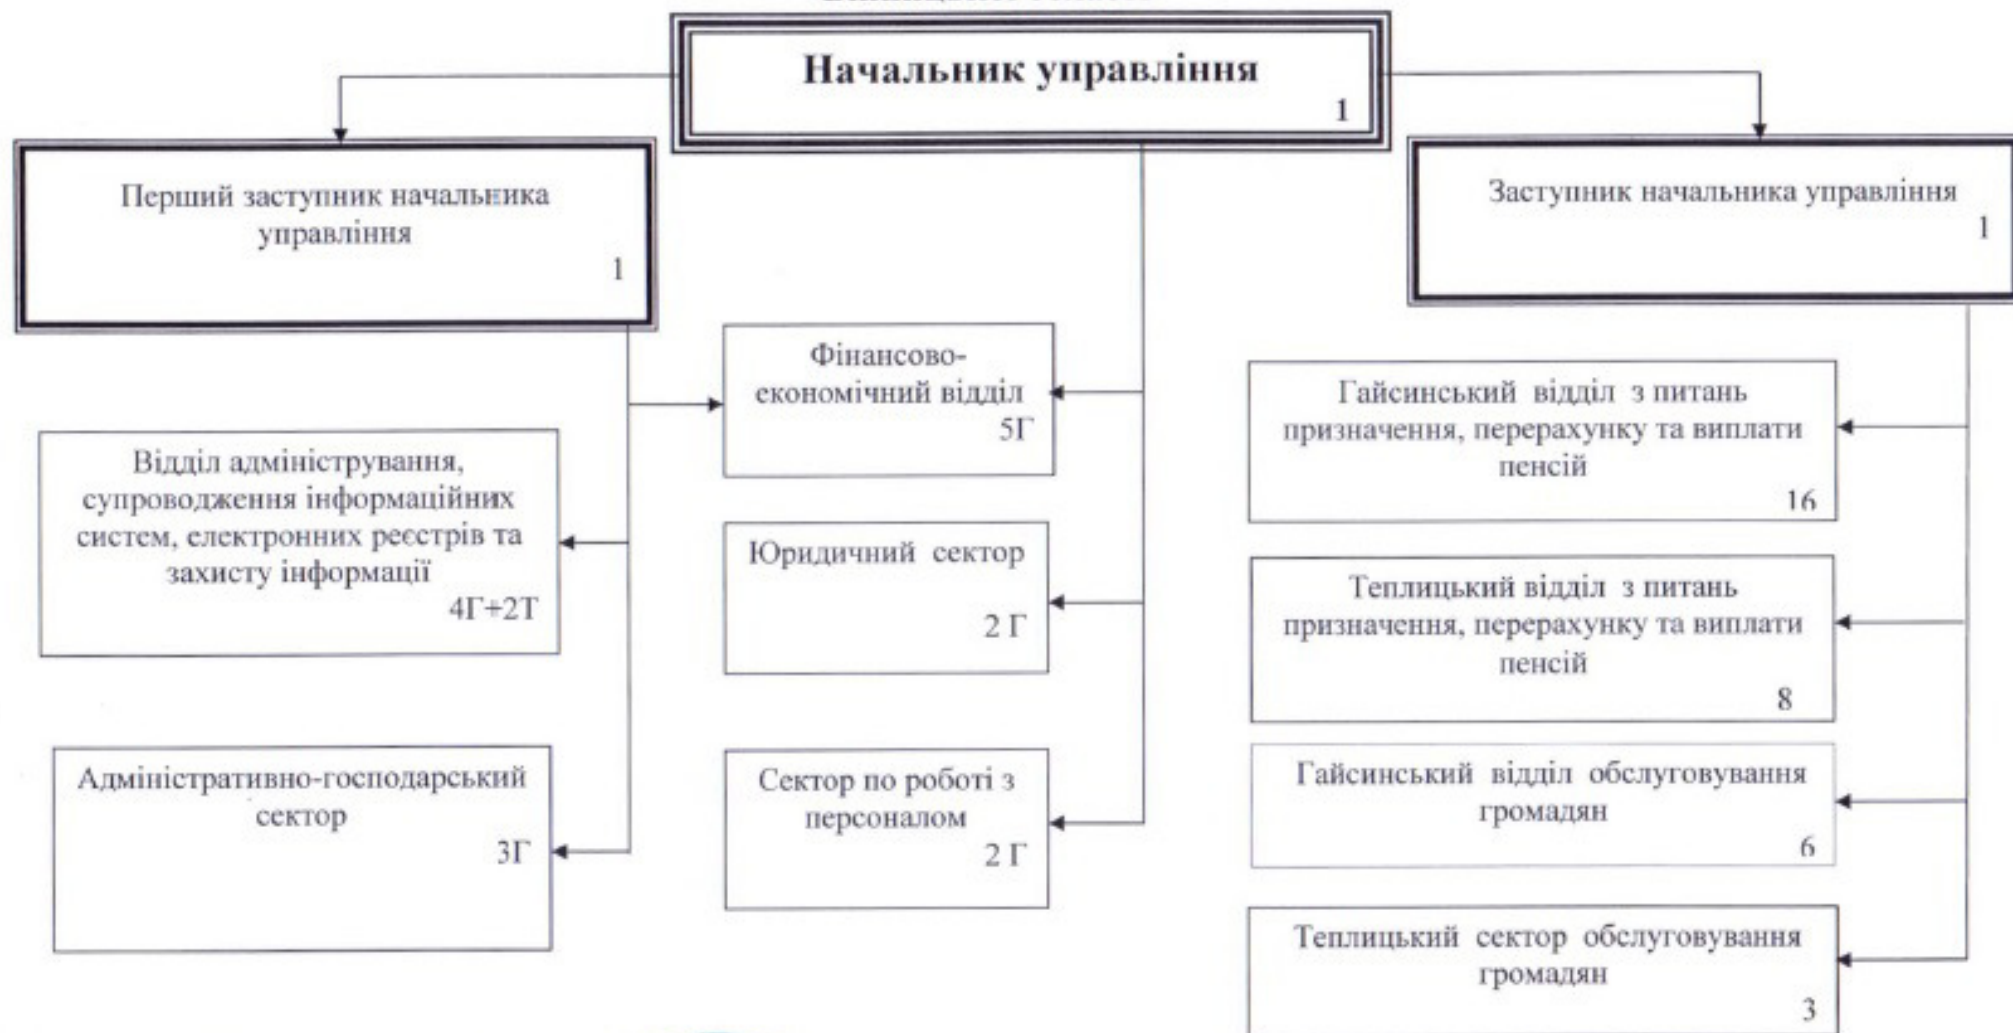 Начальник управління
1
Перший заступник начальника
управління
1
Заступник начальника управління
1
Фінансово-
економічний відділ
5Г
Відділ адміністрування,
супроводження інформаційних
систем, електронних реєстрів та
захисту інформації
4Г+2Т
Юридичний сектор
2 Г
Адміністративно-господарський
сектор
3Г
Сектор по роботі з
персоналом
2 Г
Гайсинський відділ з питань
призначення, перерахунку та виплати
пенсій
16
Теплицький відділ з питань
призначення, перерахунку та виплати
пенсій
8
Гайсинський відділ обслуговування
громадян
6
Теплицький сектор обслуговування
громадян
3